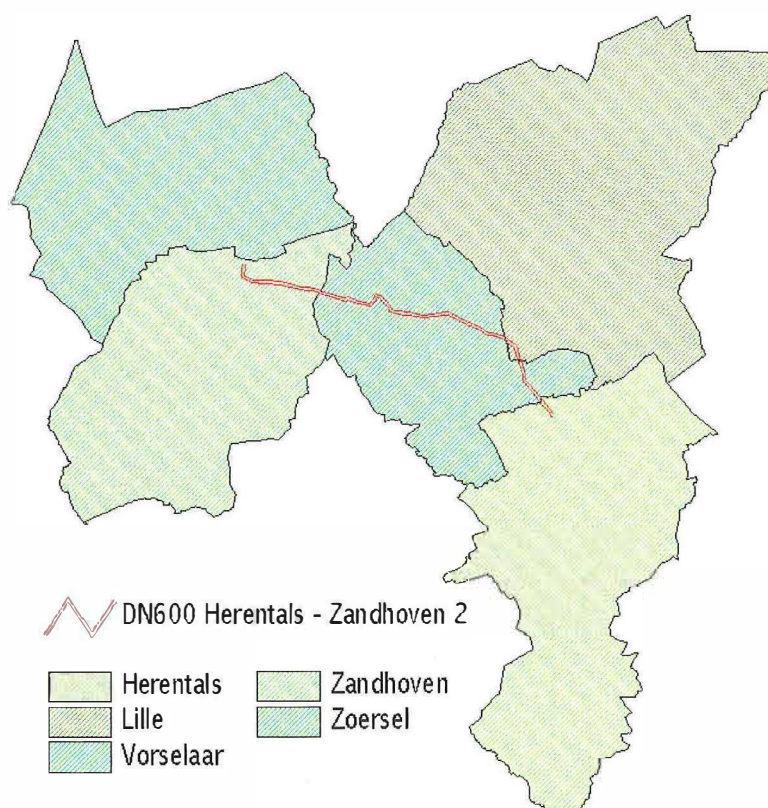 DN600 Herentals - Zandhoven 2
Herentals
Zandhoven
Lille
Zoersel
Vorselaar